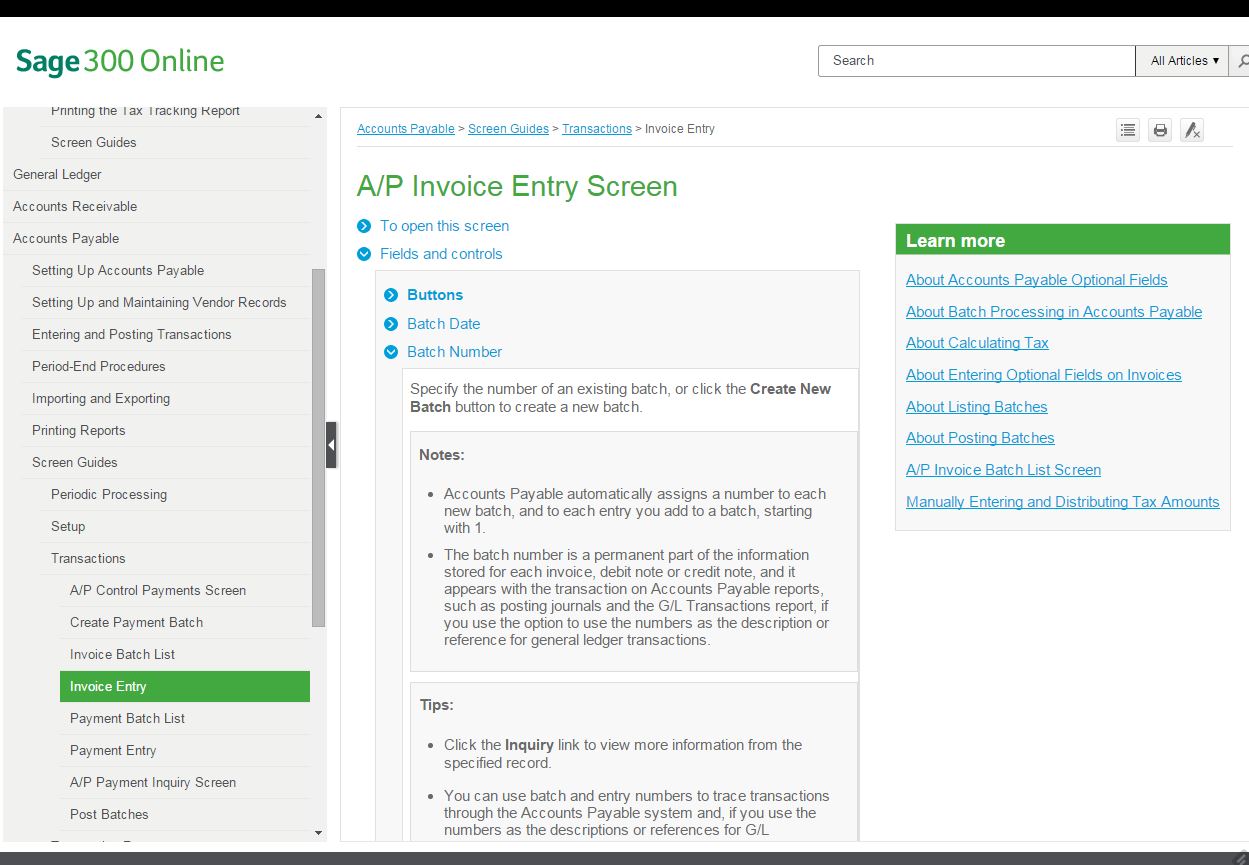 Sage 300 Online
Search
All Articles ▾
Printing the Tax Tracking Report
Screen Guides
General Ledger
Accounts Receivable
Accounts Payable
Setting Up Accounts Payable
Setting Up and Maintaining Vendor Records
Entering and Posting Transactions
Period-End Procedures
Importing and Exporting
Printing Reports
Screen Guides
Periodic Processing
Setup
Transactions
A/P Control Payments Screen
Create Payment Batch
Invoice Batch List
Invoice Entry
Payment Batch List
Payment Entry
A/P Payment Inquiry Screen
Post Batches
Accounts Payable > Screen Guides > Transactions > Invoice Entry
A/P Invoice Entry Screen
To open this screen
Fields and controls
Buttons
Batch Date
Batch Number
Specify the number of an existing batch, or click the Create New
Batch button to create a new batch.
Notes:
• Accounts Payable automatically assigns a number to each
new batch, and to each entry you add to a batch, starting
with 1.
• The batch number is a permanent part of the information
stored for each invoice, debit note or credit note, and it
appears with the transaction on Accounts Payable reports,
such as posting journals and the G/L Transactions report, if
you use the option to use the numbers as the description or
reference for general ledger transactions.
Tips:
• Click the Inquiry link to view more information from the
specified record.
• You can use batch and entry numbers to trace transactions
through the Accounts Payable system and, if you use the
numbers as the descriptions or references for G/L
Learn more
About Accounts Payable Optional Fields
About Batch Processing in Accounts Payable
About Calculating Tax
About Entering Optional Fields on Invoices
About Listing Batches
About Posting Batches
A/P Invoice Batch List Screen
Manually Entering and Distributing Tax Amounts